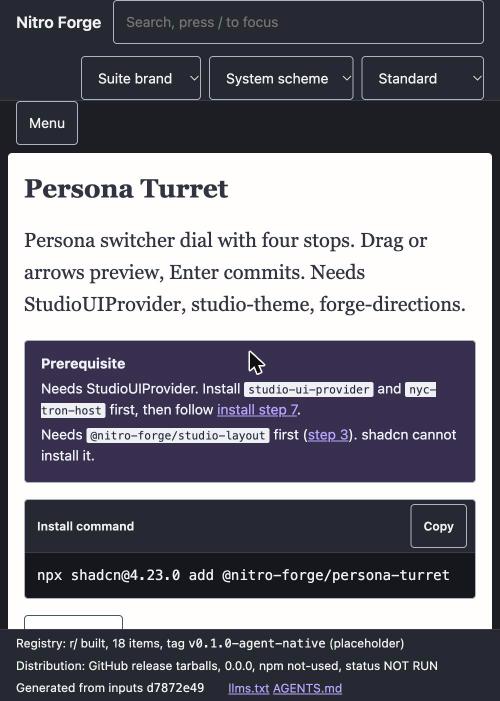 Nitro Forge
Search, press / to focus
Suite brand
System scheme
Standard
Menu
Persona Turret
Persona switcher dial with four stops. Drag or
arrows preview, Enter commits. Needs
StudioUIProvider, studio-theme, forge-directions.
Prerequisite
Needs StudioUIProvider. Install studio-ui-provider and nyc-
tron-host first, then follow install step 7.
Needs @nitro-forge/studio-layout first (step 3). shadcn cannot
install it.
Install command
Copy
npx shadcn@4.23.0 add @nitro-forge/persona-turret
Registry: r/ built, 18 items, tag v0.1.0-agent-native (placeholder)
Distribution: GitHub release tarballs, 0.0.0, npm not-used, status NOT RUN
Generated from inputs d7872e49 llms.txt AGENTS.md